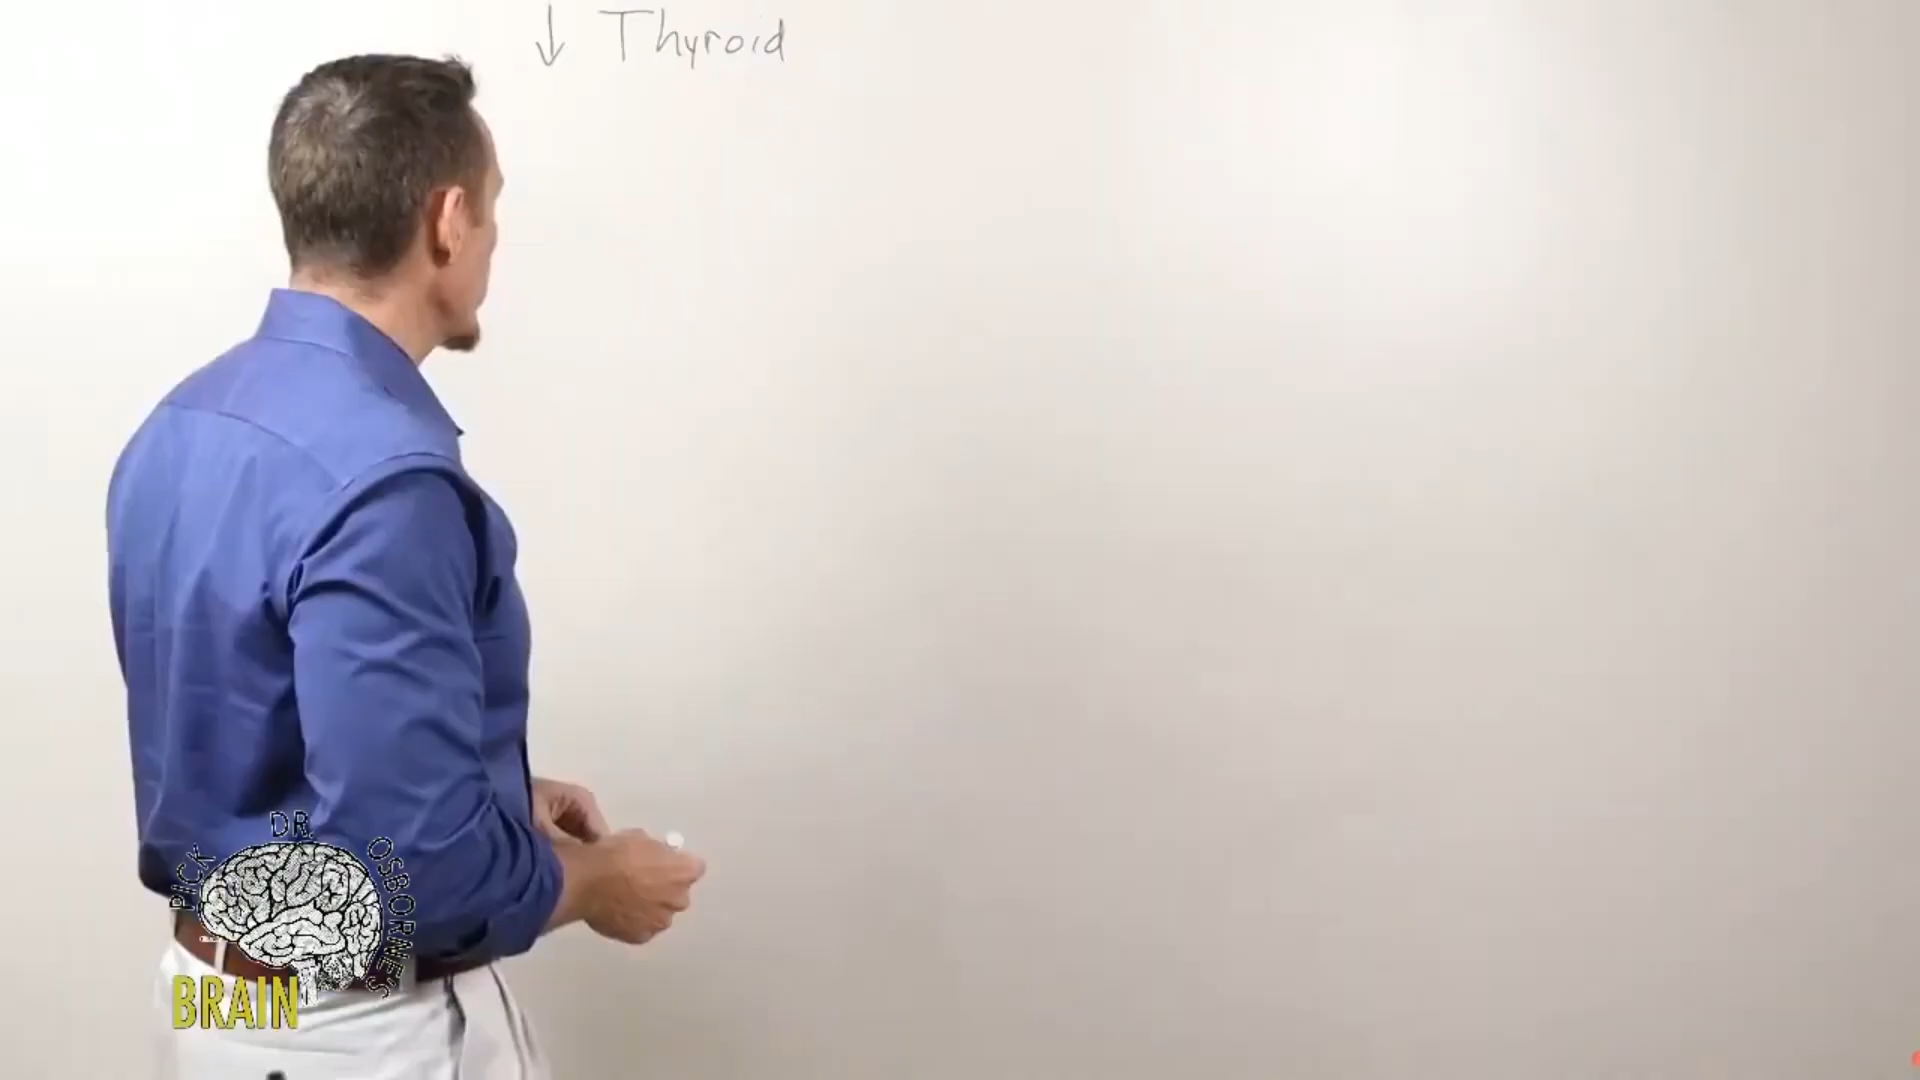 ↓ Thyroid
PICK DR. OSBORNE'S
BRAIN